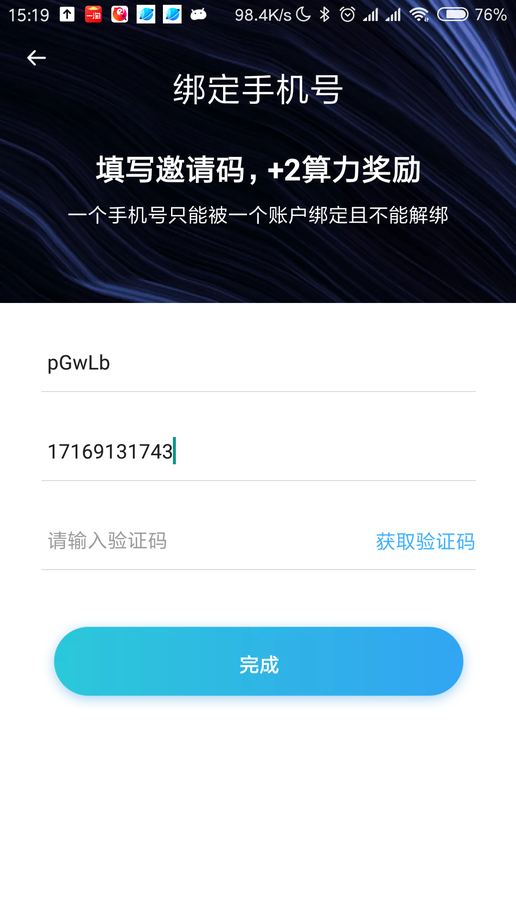 15:19 98.4K/s 76%
绑定手机号
填写邀请码，+2算力奖励
一个手机号只能被一个账户绑定且不能解绑
pGwLb
17169131743
请输入验证码 获取验证码
完成